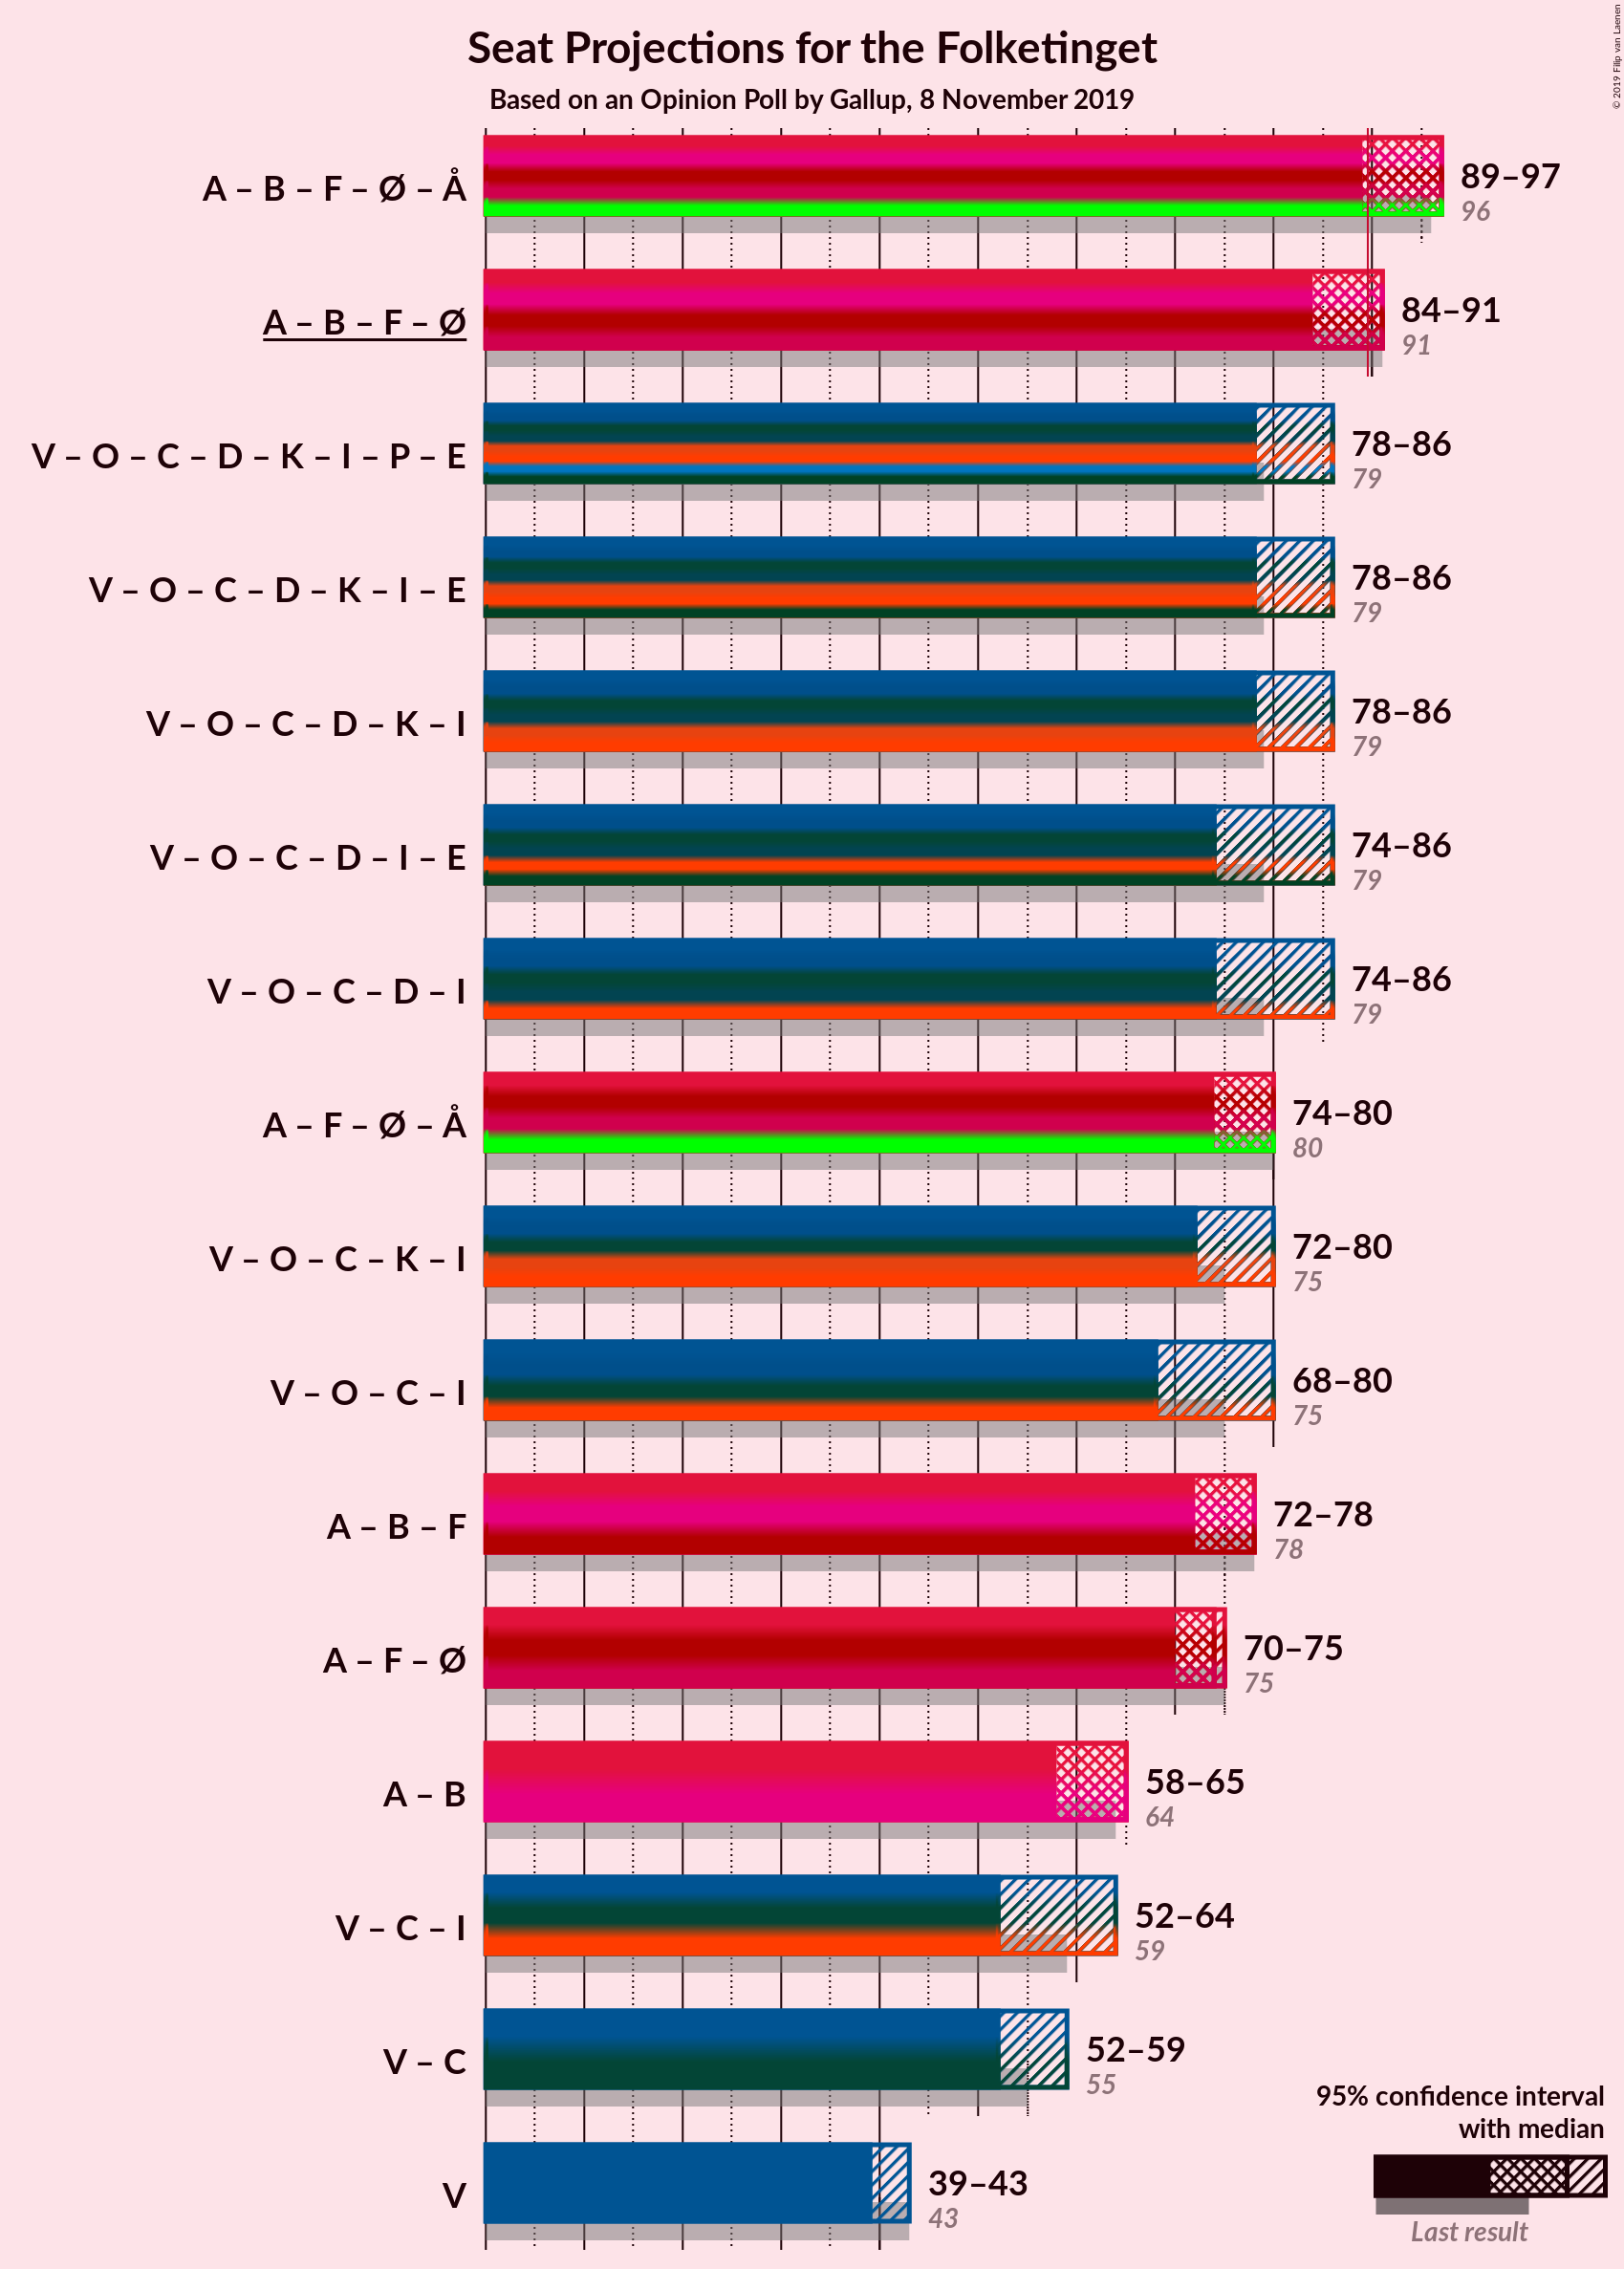 Seat Projections for the Folketinget
Based on an Opinion Poll by Gallup, 8 November 2019
© 2019 Filip van Laenen
A – B – F – Ø – Å
89–97
96
A – B – F – Ø
84–91
91
V – O – C – D – K – I – P – E
78–86
79
V – O – C – D – K – I – E
78–86
79
V – O – C – D – K – I
78–86
79
V – O – C – D – I – E
74–86
79
V – O – C – D – I
74–86
79
A – F – Ø – Å
74–80
80
V – O – C – K – I
72–80
75
V – O – C – I
68–80
75
A – B – F
72–78
78
A – F – Ø
70–75
75
A – B
58–65
64
V – C – I
52–64
59
V – C
52–59
55
V
39–43
43
95% confidence interval
with median
Last result